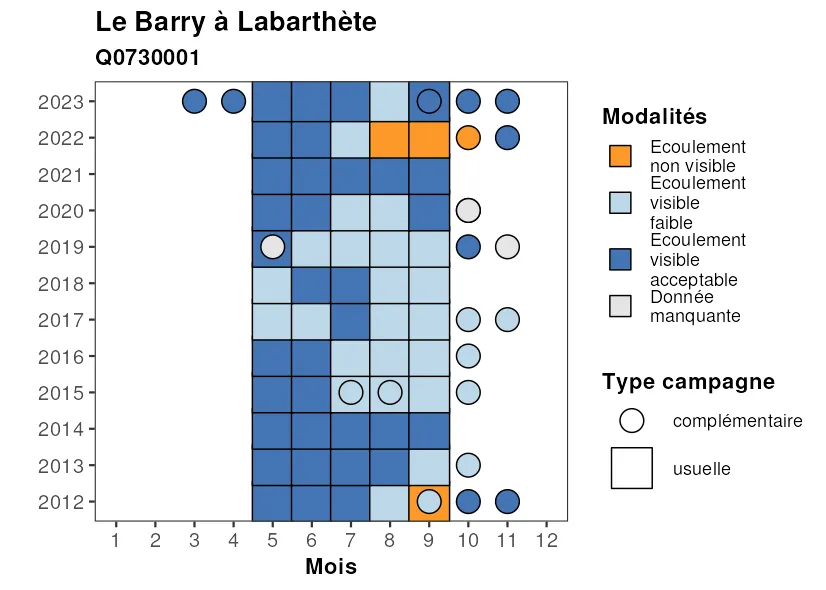 Le Barry à Labarthète
Q0730001
2023
2022
2021
2020
2019
2018
2017
2016
2015
2014
2013
2012
1 2 3 4 5 6 7 8 9 10 11 12
Mois
Modalités
Ecoulement
non visible
Ecoulement
visible
faible
Ecoulement
visible
acceptable
Donnée
manquante
Type campagne
complémentaire
usuelle